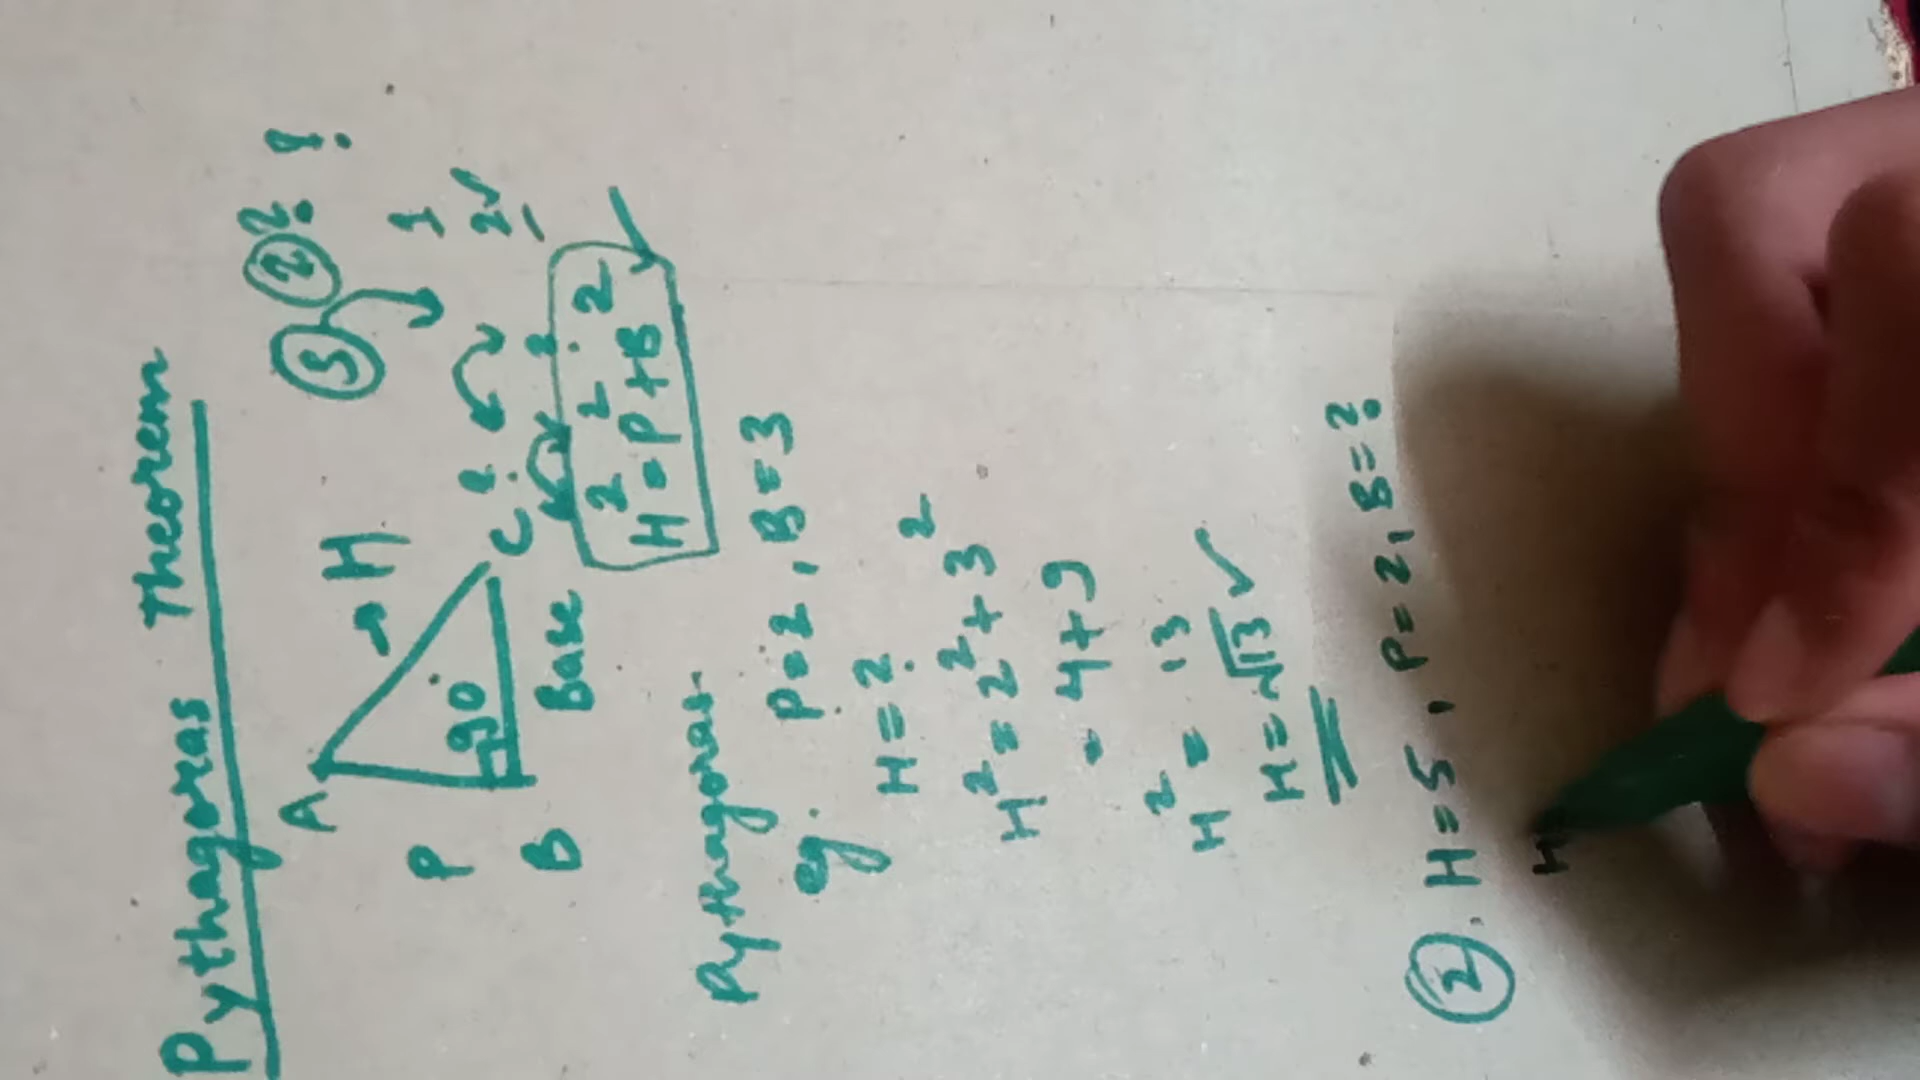 Pythagoras Theorem
A
P
H
90
B Base C
3 2 ?
1
2
H² = P² + B²
Pythagoras
eg. P = 2, B = 3
H = ?
H² = 2² + 3²
= 4 + 9
H² = 13
H = √13
2. H = 5, P = 2, B = ?
H